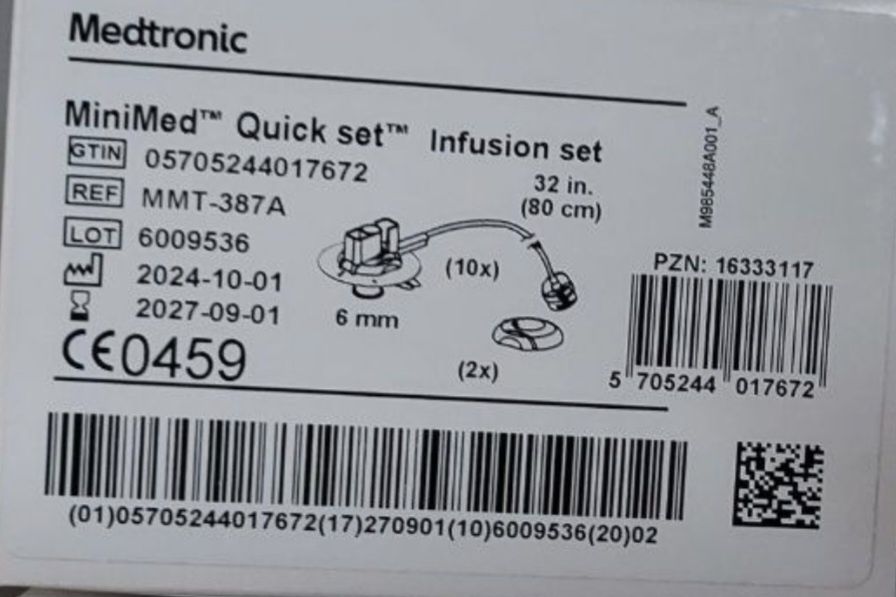 Medtronic
MiniMed™ Quick set™ Infusion set
GTIN 05705244017672
32 in.
(80 cm)
REF MMT-387A
LOT 6009536
2024-10-01
2027-09-01
(10x)
6 mm
(2x)
CE0459
M985448A001_A
PZN: 16333117
5 705244 017672
(01)05705244017672(17)270901(10)6009536(20)02